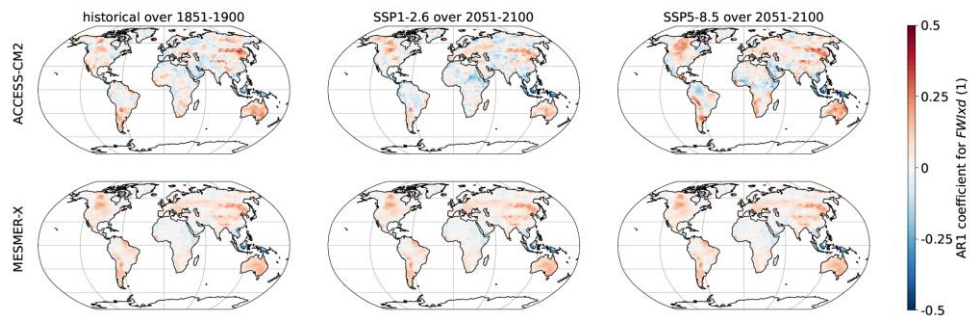 historical over 1851-1900
SSP1-2.6 over 2051-2100
SSP5-8.5 over 2051-2100
ACCESS-CM2
MESMER-X
0.5
0.25
0
-0.25
-0.5
AR1 coefficient for FWIxd (1)